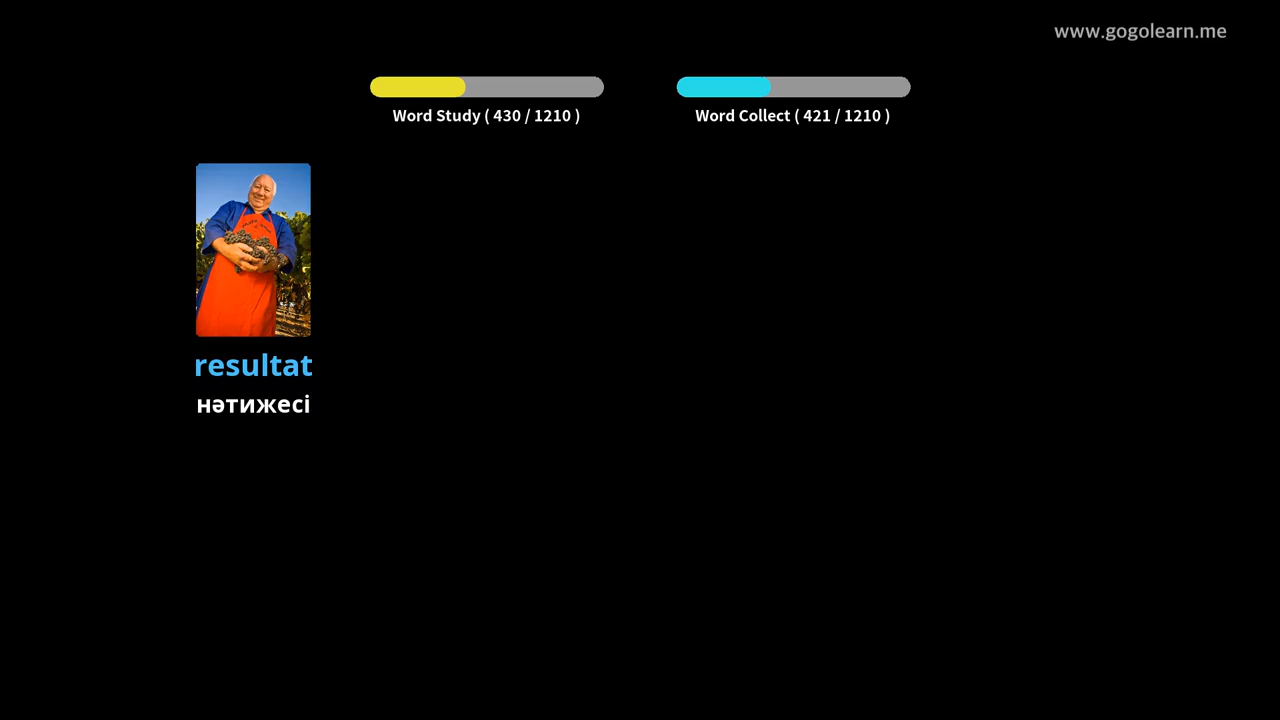 www.gogolearn.me
Word Study ( 430 / 1210 )
Word Collect ( 421 / 1210 )
resultat
нәтижесі